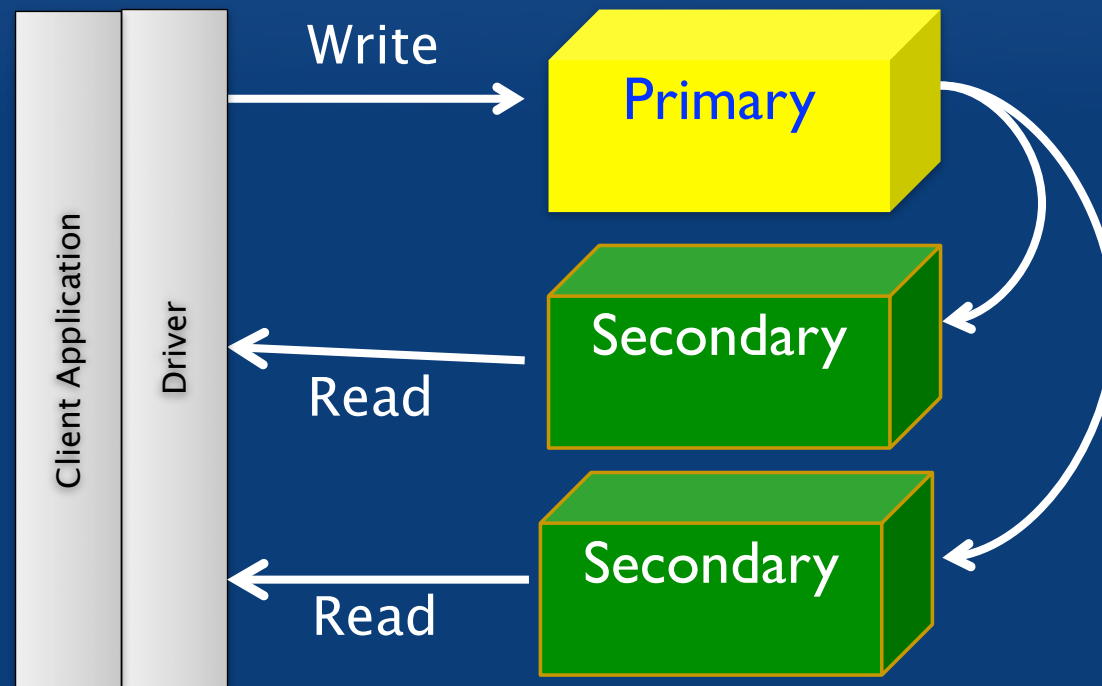 Client Application
Driver
Write
Primary
Secondary
Read
Secondary
Read